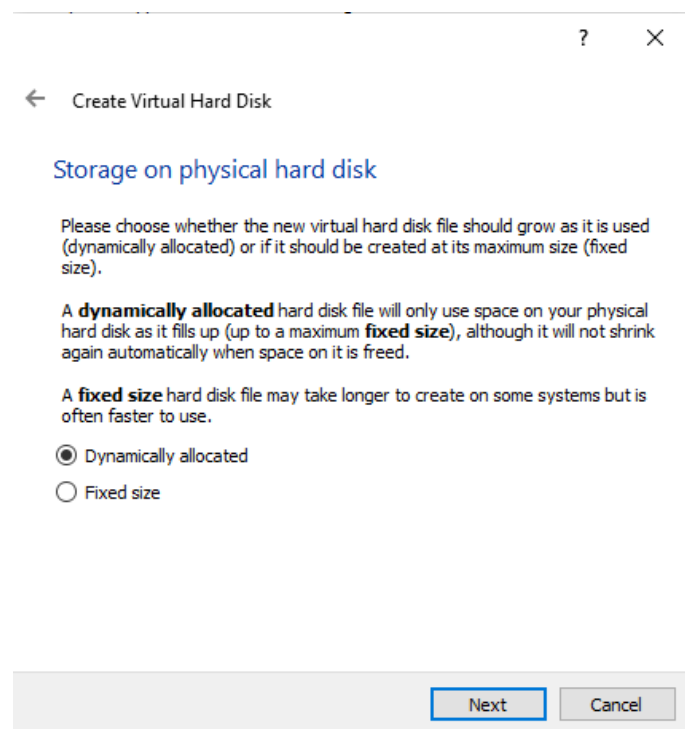 ?
Create Virtual Hard Disk
Storage on physical hard disk
Please choose whether the new virtual hard disk file should grow as it is used
(dynamically allocated) or if it should be created at its maximum size (fixed
size).
A dynamically allocated hard disk file will only use space on your physical
hard disk as it fills up (up to a maximum fixed size), although it will not shrink
again automatically when space on it is freed.
A fixed size hard disk file may take longer to create on some systems but is
often faster to use.
Dynamically allocated
Fixed size
Next Cancel